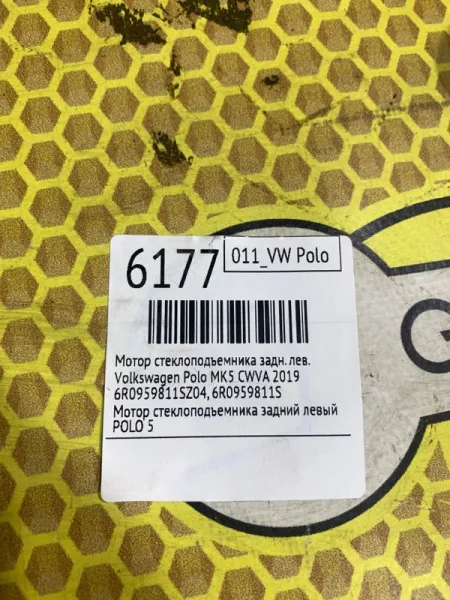 6177
011_VW Polo
Мотор стеклоподъемника задн.лев.
Volkswagen Polo MK5 CWVA 2019
6R0959811SZ04, 6R0959811S
Мотор стеклоподъемника задний левый
POLO 5
G